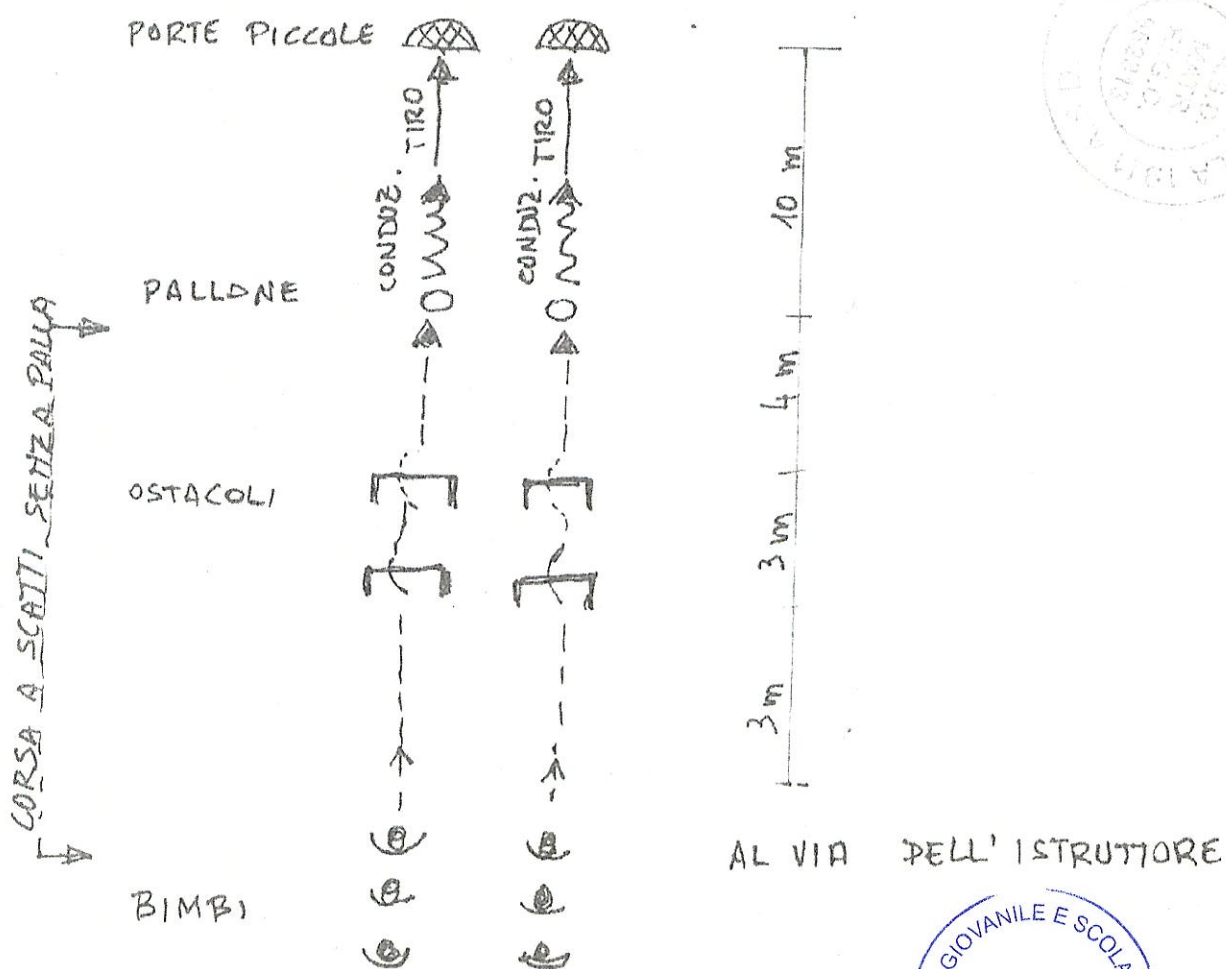 PORTE PICCOLE
TIRO
TIRO
CONDUZ.
CONDUZ.
10 m
PALLONE
4 m
CORSA A SCATTI SENZA PALLA
OSTACOLI
3 m
3 m
AL VIA DELL' ISTRUTTORE
BIMBI
GIOVANILE E SCOLA